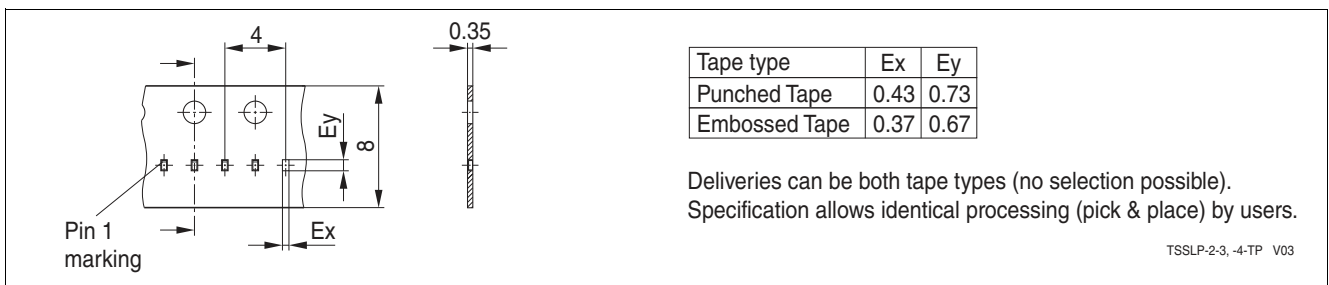 4
0.35
Ey
8
Pin 1
marking
Ex
Tape type Ex Ey
Punched Tape 0.43 0.73
Embossed Tape 0.37 0.67
Deliveries can be both tape types (no selection possible).
Specification allows identical processing (pick & place) by users.
TSSLP-2-3, -4-TP V03